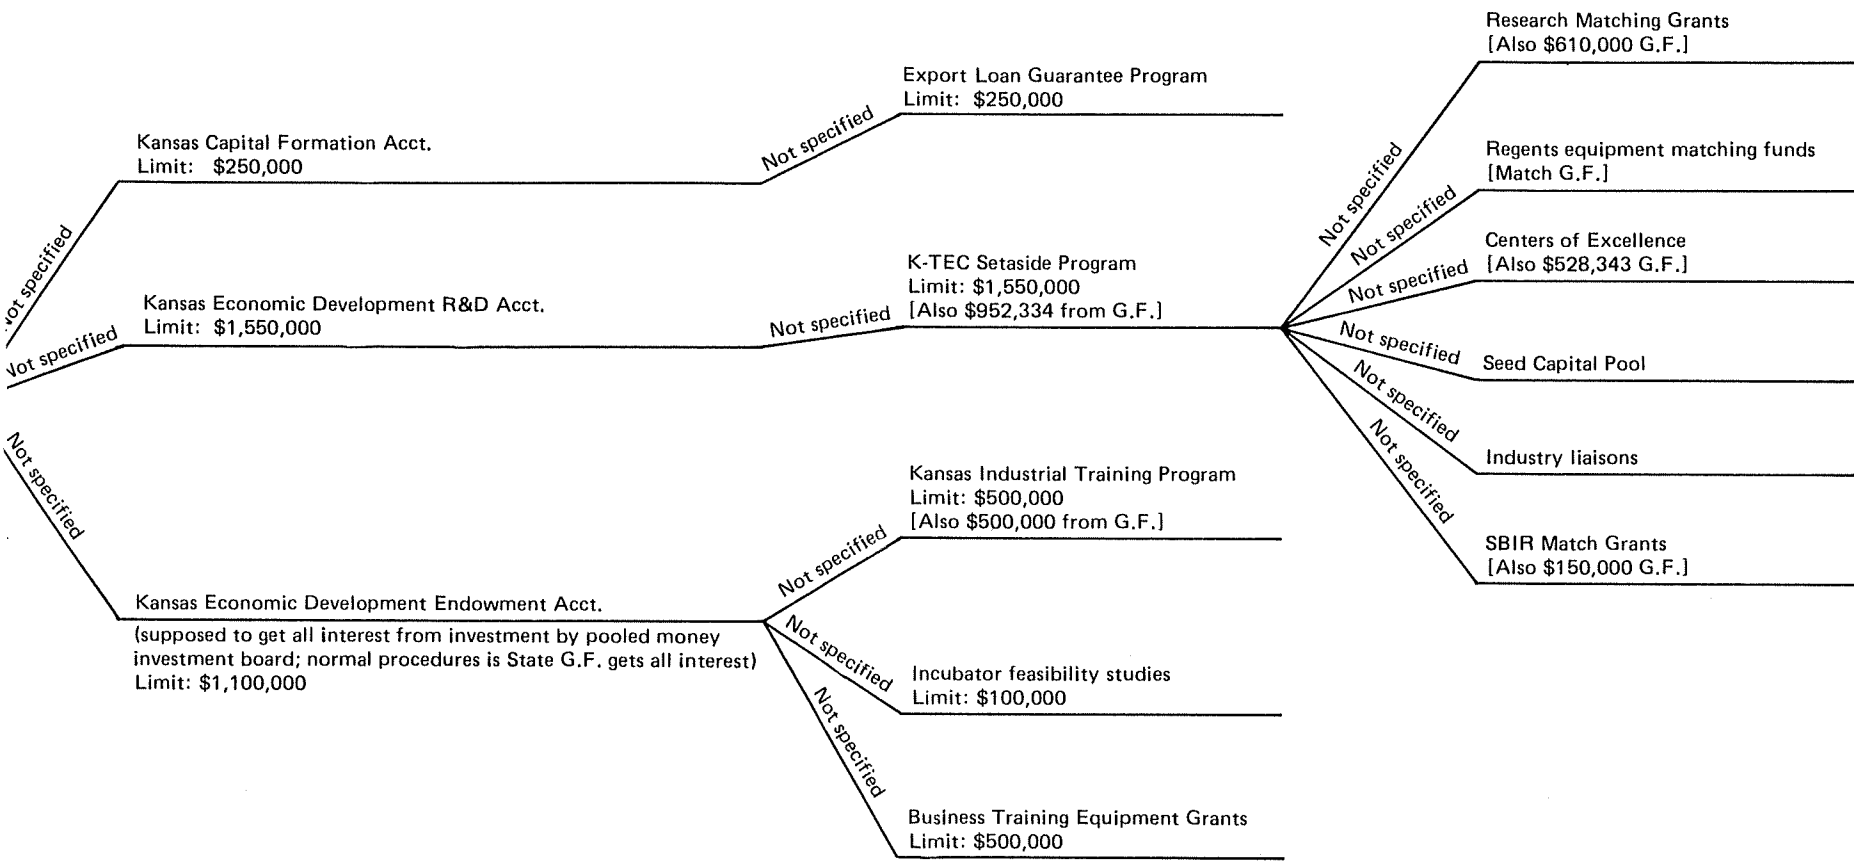 Not specified
Kansas Capital Formation Acct.
Limit: $250,000
Not specified
Export Loan Guarantee Program
Limit: $250,000
Not specified
Kansas Economic Development R&D Acct.
Limit: $1,550,000
Not specified
K-TEC Setaside Program
Limit: $1,550,000
[Also $952,334 from G.F.]
Not specified
Research Matching Grants
[Also $610,000 G.F.]
Not specified
Regents equipment matching funds
[Match G.F.]
Not specified
Centers of Excellence
[Also $528,343 G.F.]
Not specified
Seed Capital Pool
Not specified
Industry liaisons
Not specified
SBIR Match Grants
[Also $150,000 G.F.]
Not specified
Kansas Economic Development Endowment Acct.
(supposed to get all interest from investment by pooled money
investment board; normal procedures is State G.F. gets all interest)
Limit: $1,100,000
Not specified
Kansas Industrial Training Program
Limit: $500,000
[Also $500,000 from G.F.]
Not specified
Incubator feasibility studies
Limit: $100,000
Not specified
Business Training Equipment Grants
Limit: $500,000